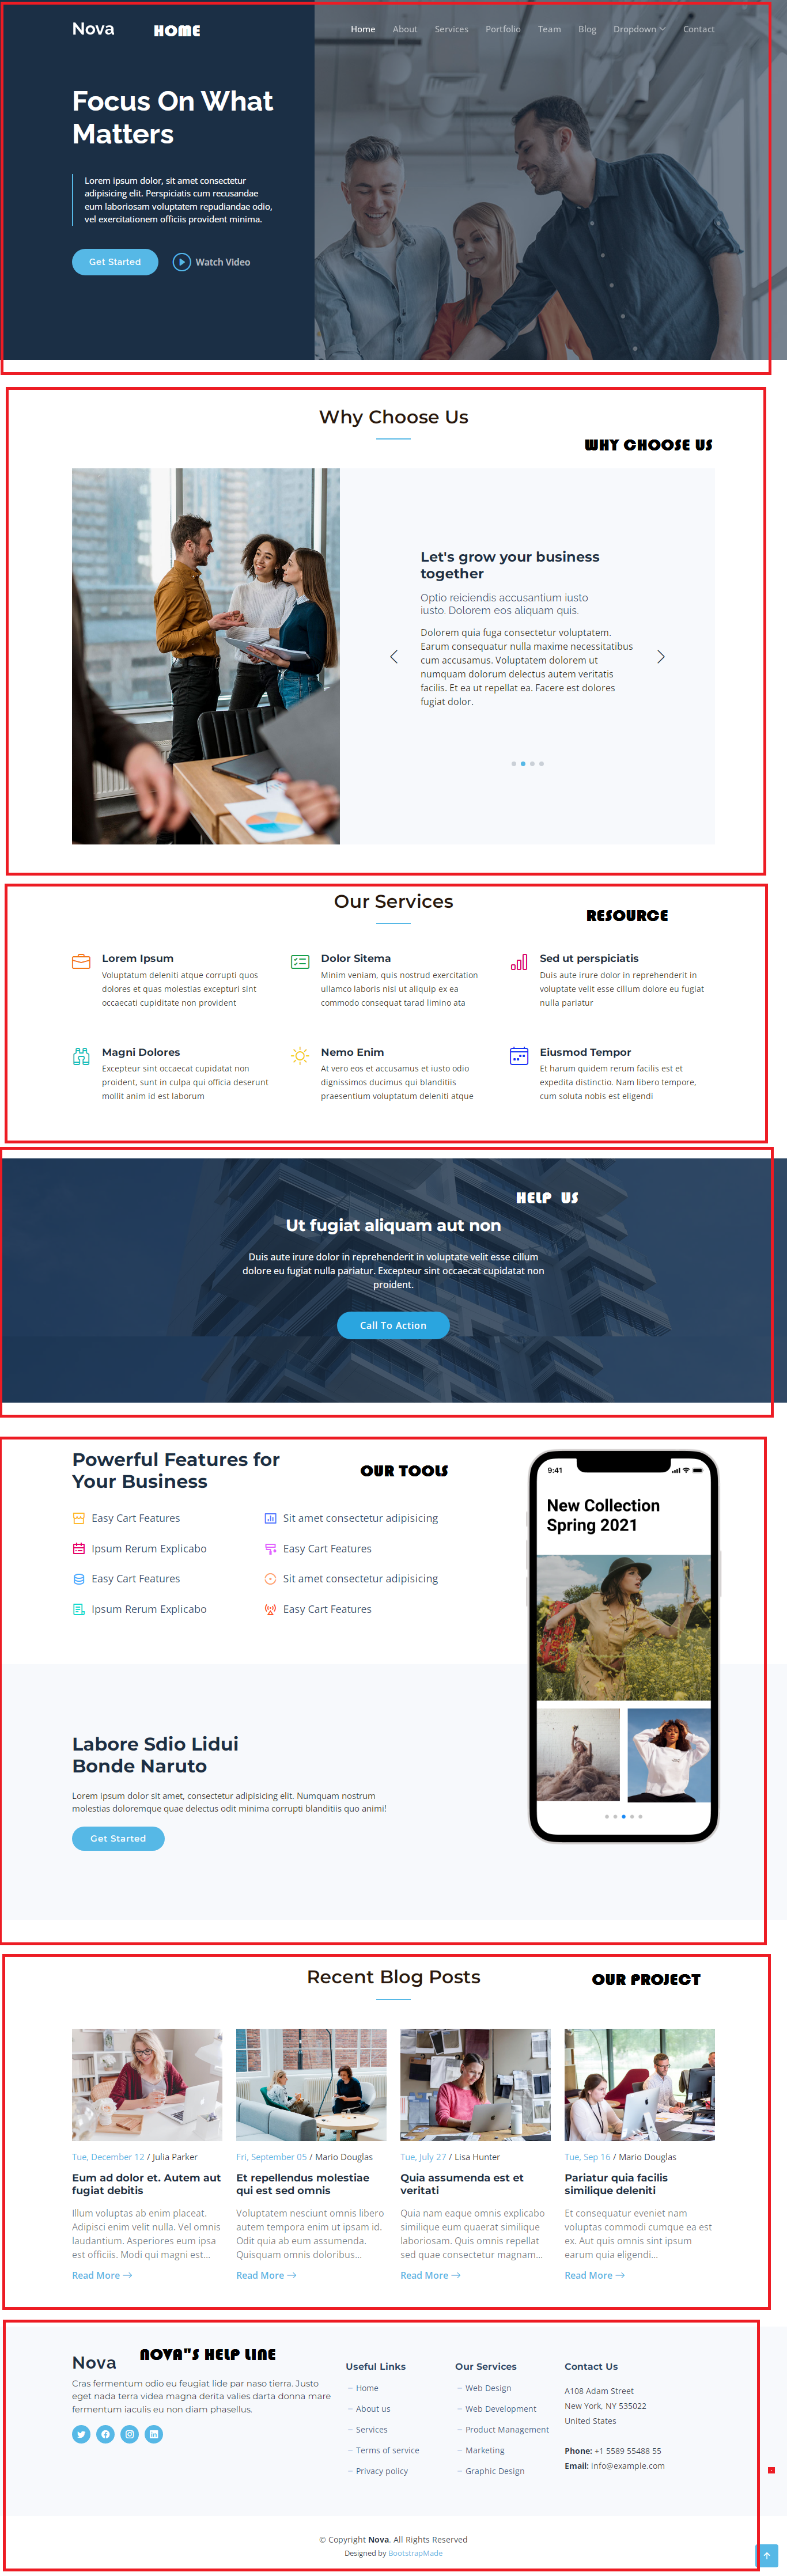 Nova
HOME
Home About Services Portfolio Team Blog Dropdown Contact
Focus On What
Matters
Lorem ipsum dolor, sit amet consectetur
adipisicing elit. Perspiciatis cum recusandae
eum laboriosam voluptatem repudiandae odio,
vel exercitationem officiis provident minima.
Get Started
Watch Video
Why Choose Us
WHY CHOOSE US
Let's grow your business
together
Optio reiciendis accusantium iusto
iusto. Dolorem eos aliquam quis.
Dolorem quia fuga consectetur voluptatem.
Earum consequatur nulla maxime necessitatibus
cum accusamus. Voluptatem dolorem ut
numquam dolorum delectus autem veritatis
facilis. Et ea ut repellat ea. Facere est dolores
fugiat dolor.
Our Services
RESOURCE
Lorem Ipsum
Voluptatum deleniti atque corrupti quos
dolores et quas molestias excepturi sint
occaecati cupiditate non provident
Dolor Sitema
Minim veniam, quis nostrud exercitation
ullamco laboris nisi ut aliquip ex ea
commodo consequat tarad limino ata
Sed ut perspiciatis
Duis aute irure dolor in reprehenderit in
voluptate velit esse cillum dolore eu fugiat
nulla pariatur
Magni Dolores
Excepteur sint occaecat cupidatat non
proident, sunt in culpa qui officia deserunt
mollit anim id est laborum
Nemo Enim
At vero eos et accusamus et iusto odio
dignissimos ducimus qui blanditiis
praesentium voluptatum deleniti atque
Eiusmod Tempor
Et harum quidem rerum facilis est et
expedita distinctio. Nam libero tempore,
cum soluta nobis est eligendi
HELP US
Ut fugiat aliquam aut non
Duis aute irure dolor in reprehenderit in voluptate velit esse cillum
dolore eu fugiat nulla pariatur. Excepteur sint occaecat cupidatat non
proident.
Call To Action
Powerful Features for
Your Business
OUR TOOLS
Easy Cart Features
Sit amet consectetur adipisicing
Ipsum Rerum Explicabo
Easy Cart Features
Easy Cart Features
Sit amet consectetur adipisicing
Ipsum Rerum Explicabo
Easy Cart Features
9:41
New Collection
Spring 2021
Labore Sdio Lidui
Bonde Naruto
Lorem ipsum dolor sit amet, consectetur adipisicing elit. Numquam nostrum
molestias doloremque quae delectus odit minima corrupti blanditiis quo animi!
Get Started
Recent Blog Posts
OUR PROJECT
Tue, December 12 / Julia Parker
Eum ad dolor et. Autem aut
fugiat debitis
Illum voluptas ab enim placeat.
Adipisci enim velit nulla. Vel omnis
laudantium. Asperiores eum ipsa
est officiis. Modi qui magni est...
Read More
Fri, September 05 / Mario Douglas
Et repellendus molestiae
qui est sed omnis
Voluptatem nesciunt omnis libero
autem tempora enim ut ipsam id.
Odit quia ab eum assumenda.
Quisquam omnis doloribus...
Read More
Tue, July 27 / Lisa Hunter
Quia assumenda est et
veritati
Quia nam eaque omnis explicabo
similique eum quaerat similique
laboriosam. Quis omnis repellat
sed quae consectetur magnam...
Read More
Tue, Sep 16 / Mario Douglas
Pariatur quia facilis
similique deleniti
Et consequatur eveniet nam
voluptas commodi cumque ea est
ex. Aut quis omnis sint ipsum
earum quia eligendi...
Read More
Nova
NOVA"S HELP LINE
Cras fermentum odio eu feugiat lide par naso tierra. Justo
eget nada terra videa magna derita valies darta donna mare
fermentum iaculis eu non diam phasellus.
Useful Links
Home
About us
Services
Terms of service
Privacy policy
Our Services
Web Design
Web Development
Product Management
Marketing
Graphic Design
Contact Us
A108 Adam Street
New York, NY 535022
United States
Phone: +1 5589 55488 55
Email: info@example.com
© Copyright Nova. All Rights Reserved
Designed by BootstrapMade